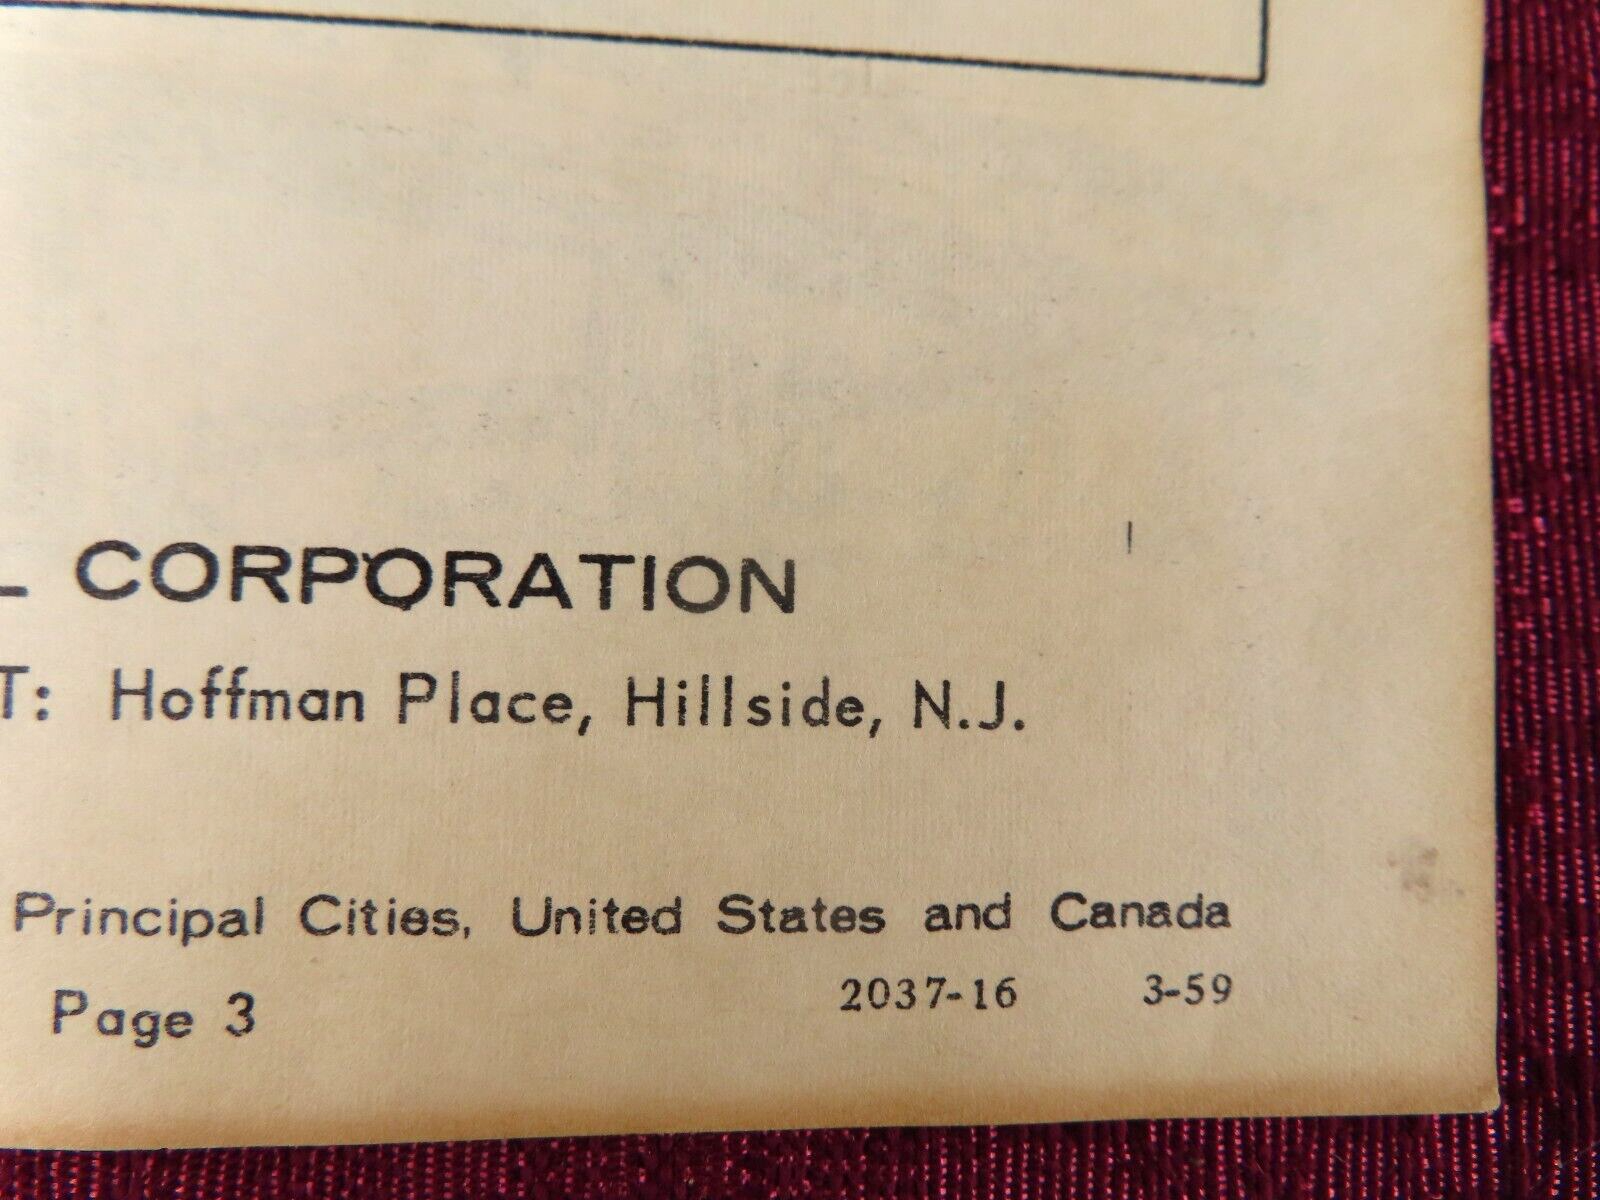 L CORPORATION
T: Hoffman Place, Hillside, N.J.
Principal Cities, United States and Canada
Page 3 2037-16 3-59